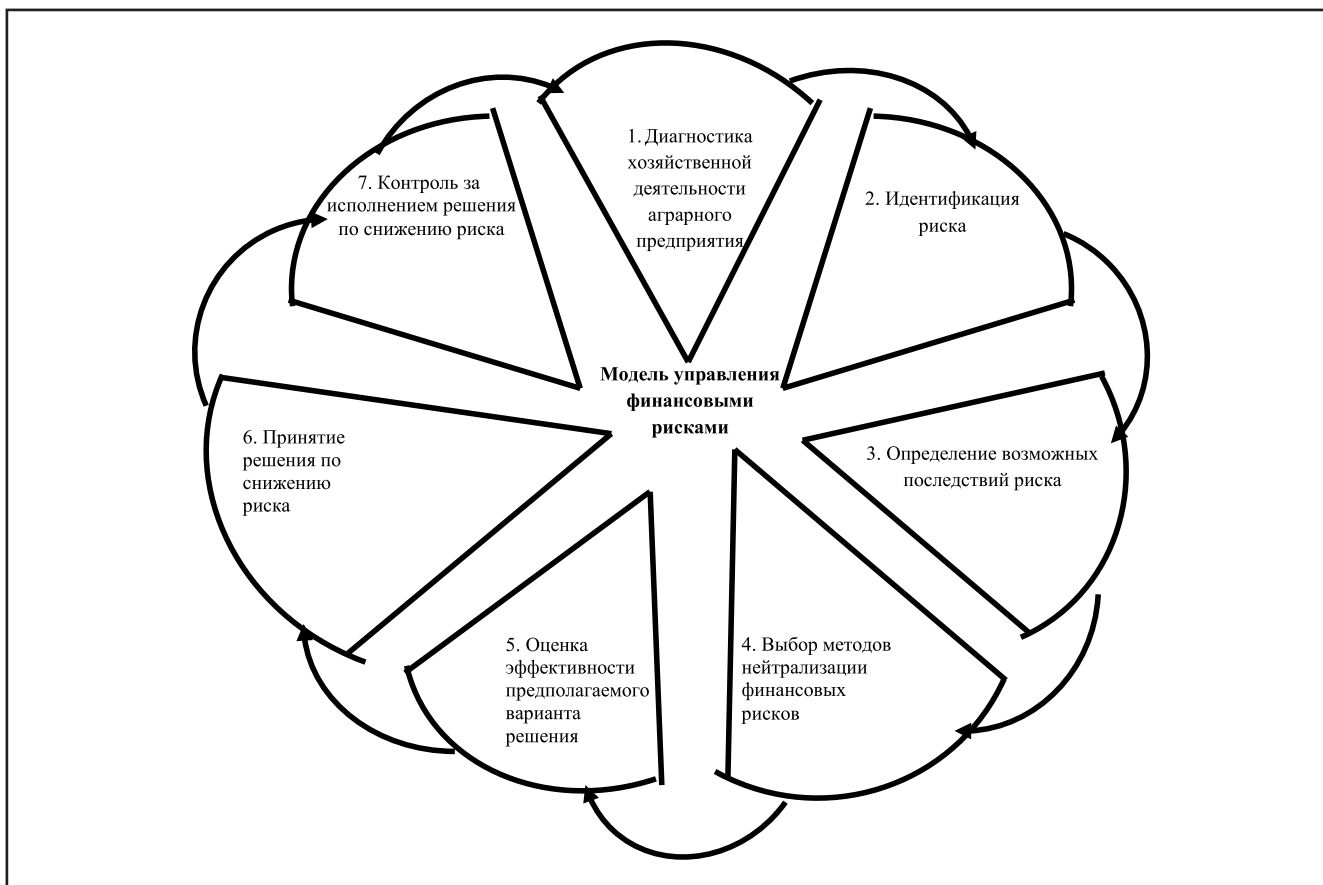 1. Диагностика
хозяйственной
деятельности
аграрного
предприятия
2. Идентификация
риска
3. Определение возможных
последствий риска
4. Выбор методов
нейтрализации
финансовых
рисков
5. Оценка
эффективности
предполагаемого
варианта
решения
6. Принятие
решения по
снижению
риска
7. Контроль за
исполнением решения
по снижению риска
Модель управления
финансовыми
рисками